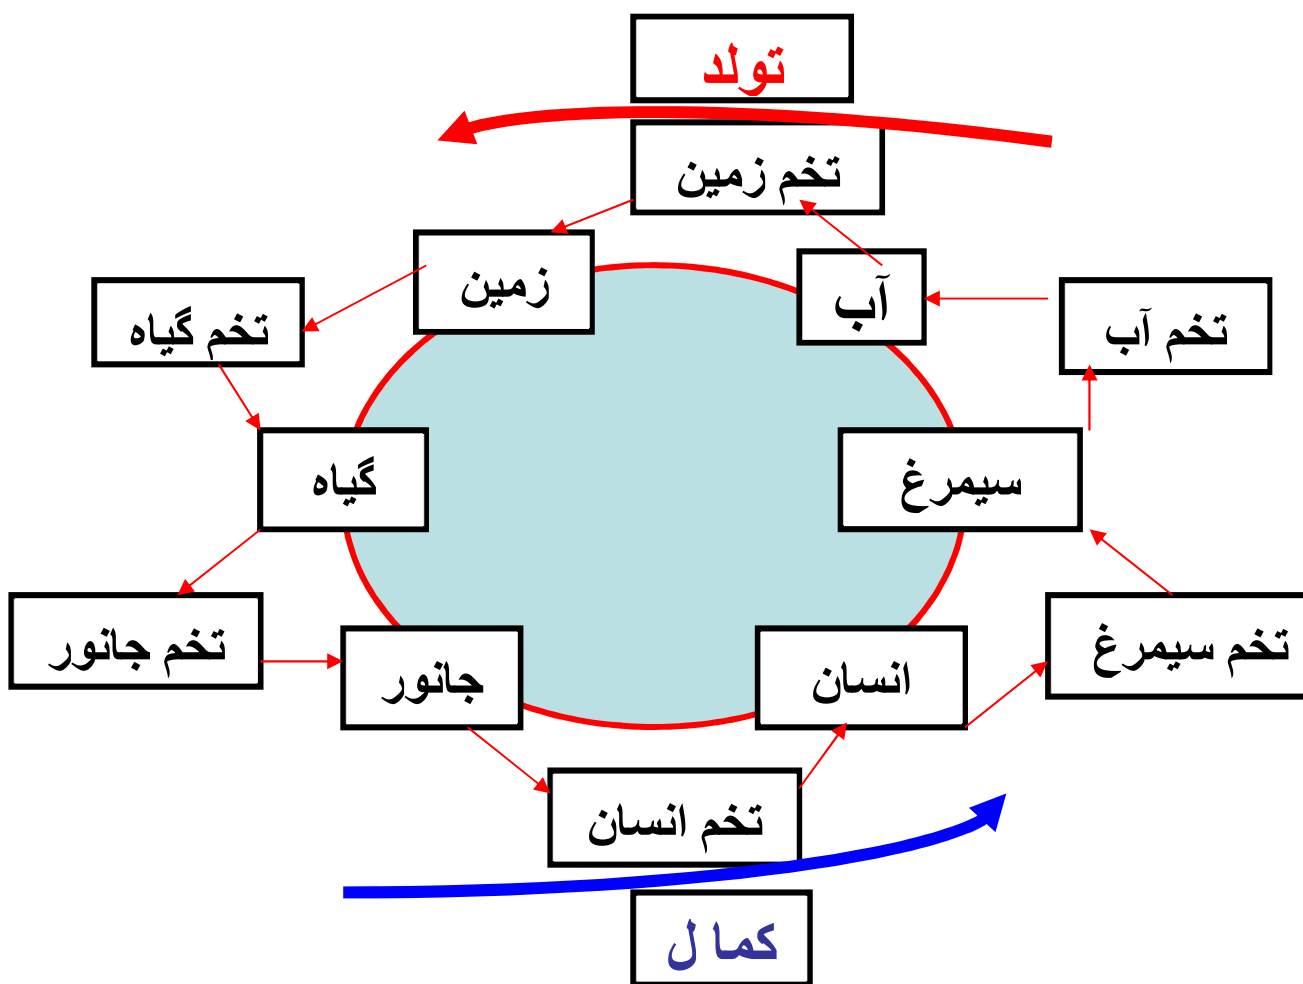 تولد
تخم زمین
زمین
آب
تخم گیاه
تخم آب
گیاه
سیمرغ
تخم جانور
تخم سیمرغ
جانور
انسان
تخم انسان
کما ل